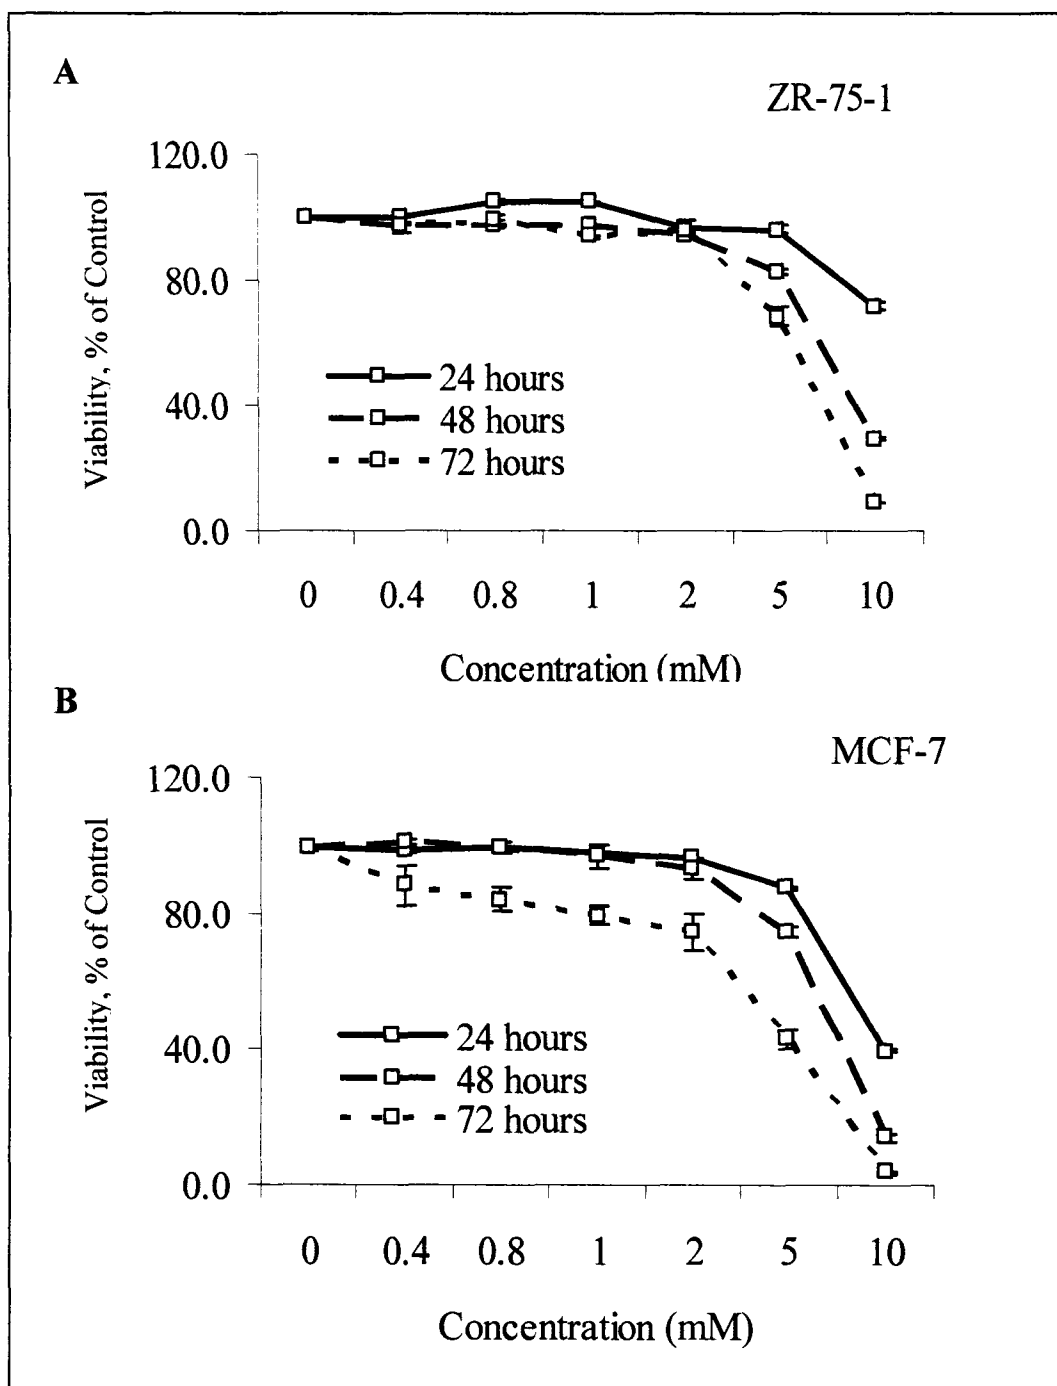 A
ZR-75-1
Viability, % of Control
120.0
80.0
40.0
0.0
24 hours
48 hours
72 hours
0 0.4 0.8 1 2 5 10
Concentration (mM)
B
MCF-7
Viability, % of Control
120.0
80.0
40.0
0.0
24 hours
48 hours
72 hours
0 0.4 0.8 1 2 5 10
Concentration (mM)